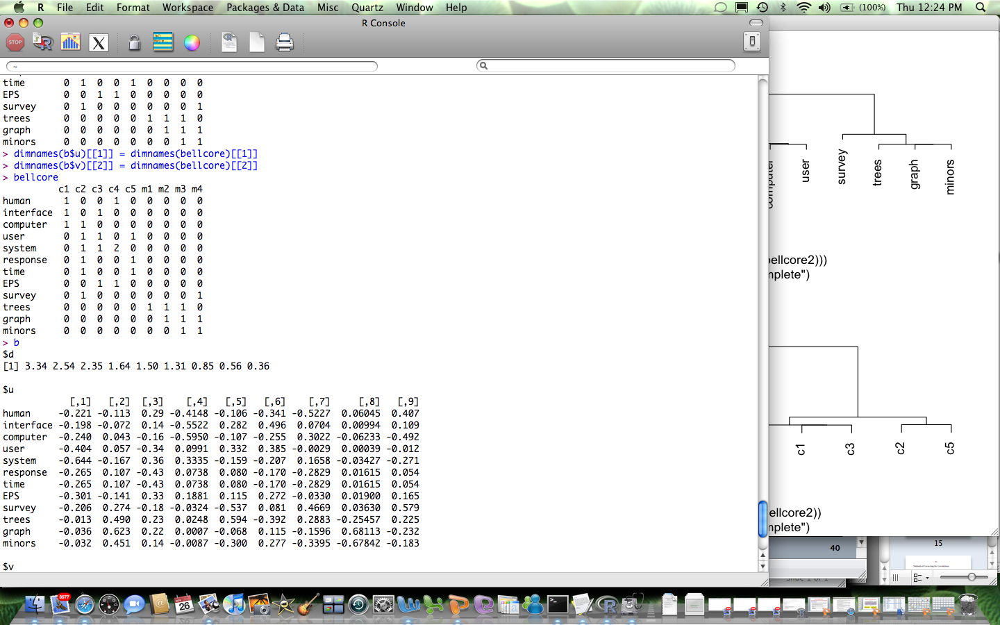 R File Edit Format Workspace Packages & Data Misc Quartz Window Help (100%) Thu 12:24 PM
R Console
STOP
~
time 0 1 0 0 1 0 0 0 0
EPS 0 0 1 1 0 0 0 0 0
survey 0 1 0 0 0 0 0 0 1
trees 0 0 0 0 0 1 1 1 0
graph 0 0 0 0 0 0 1 1 1
minors 0 0 0 0 0 0 0 1 1
> dimnames(b$u)[[1]] = dimnames(bellcore)[[1]]
> dimnames(b$v)[[2]] = dimnames(bellcore)[[2]]
> bellcore
c1 c2 c3 c4 c5 m1 m2 m3 m4
human 1 0 0 1 0 0 0 0 0
interface 1 0 1 0 0 0 0 0 0
computer 1 1 0 0 0 0 0 0 0
user 0 1 1 0 1 0 0 0 0
system 0 1 1 2 0 0 0 0 0
response 0 1 0 0 1 0 0 0 0
time 0 1 0 0 1 0 0 0 0
EPS 0 0 1 1 0 0 0 0 0
survey 0 1 0 0 0 0 0 0 1
trees 0 0 0 0 0 1 1 1 0
graph 0 0 0 0 0 0 1 1 1
minors 0 0 0 0 0 0 0 1 1
> b
$d
[1] 3.34 2.54 2.35 1.64 1.50 1.31 0.85 0.56 0.36
$u
[,1] [,2] [,3] [,4] [,5] [,6] [,7] [,8] [,9]
human -0.221 -0.113 0.29 -0.4148 -0.106 -0.341 -0.5227 0.06045 0.407
interface -0.198 -0.072 0.14 -0.5522 0.282 0.496 0.0704 0.00994 0.109
computer -0.240 0.043 -0.16 -0.5950 -0.107 -0.255 0.3022 -0.06233 -0.492
user -0.404 0.057 -0.34 0.0991 0.332 0.385 -0.0029 0.00039 -0.012
system -0.644 -0.167 0.36 0.3335 -0.159 -0.207 0.1658 -0.03427 -0.271
response -0.265 0.107 -0.43 0.0738 0.080 -0.170 -0.2829 0.01615 0.054
time -0.265 0.107 -0.43 0.0738 0.080 -0.170 -0.2829 0.01615 0.054
EPS -0.301 -0.141 0.33 0.1881 0.115 0.272 -0.0330 0.01900 0.165
survey -0.206 0.274 -0.18 -0.0324 -0.537 0.081 0.4669 0.03630 0.579
trees -0.013 0.490 0.23 0.0248 0.594 -0.392 0.2883 -0.25457 0.225
graph -0.036 0.623 0.22 0.0007 -0.068 0.115 -0.1596 0.68113 -0.232
minors -0.032 0.451 0.14 -0.0087 -0.300 0.277 -0.3395 -0.67842 -0.183
$v
computer
user
survey
trees
graph
minors
bellcore2)))
mplete")
c1
c3
c2
c5
ellcore2))
mplete")
40
15
3577
NOV
26